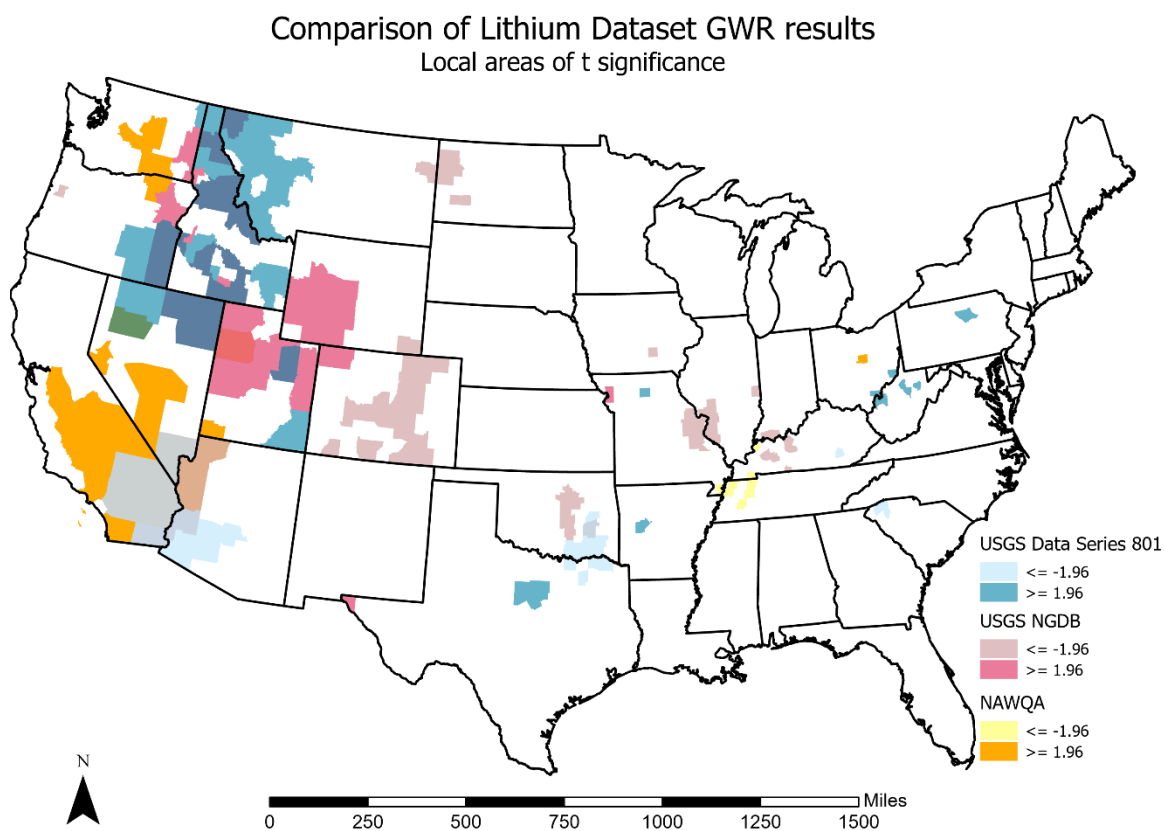 Comparison of Lithium Dataset GWR results
Local areas of t significance
USGS Data Series 801
<= -1.96
>= 1.96
USGS NGDB
<= -1.96
>= 1.96
NAWQA
<= -1.96
>= 1.96
N
Miles
0 250 500 750 1000 1250 1500